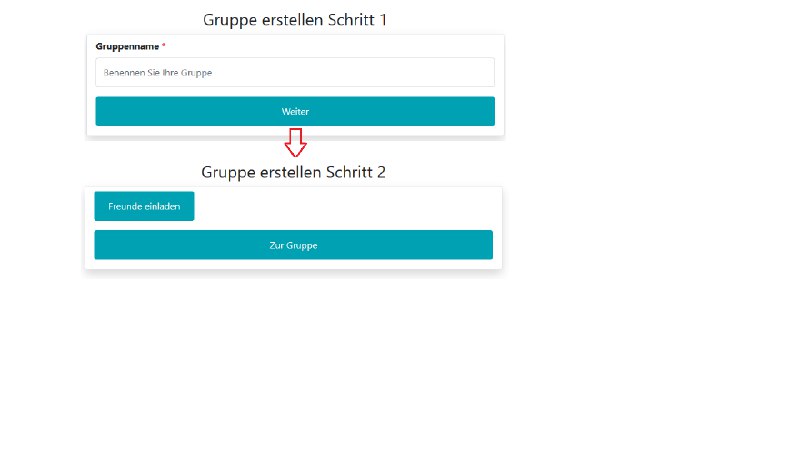 Gruppe erstellen Schritt 1
Gruppenname *
Benennen Sie Ihre Gruppe
Weiter
Gruppe erstellen Schritt 2
Freunde einladen
Zur Gruppe